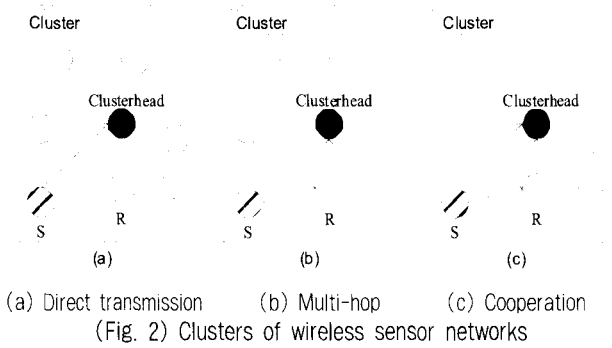 Cluster Cluster Cluster
Clusterhead Clusterhead Clusterhead
S R S R S R
(a) (b) (c)
(a) Direct transmission (b) Multi-hop (c) Cooperation
(Fig. 2) Clusters of wireless sensor networks